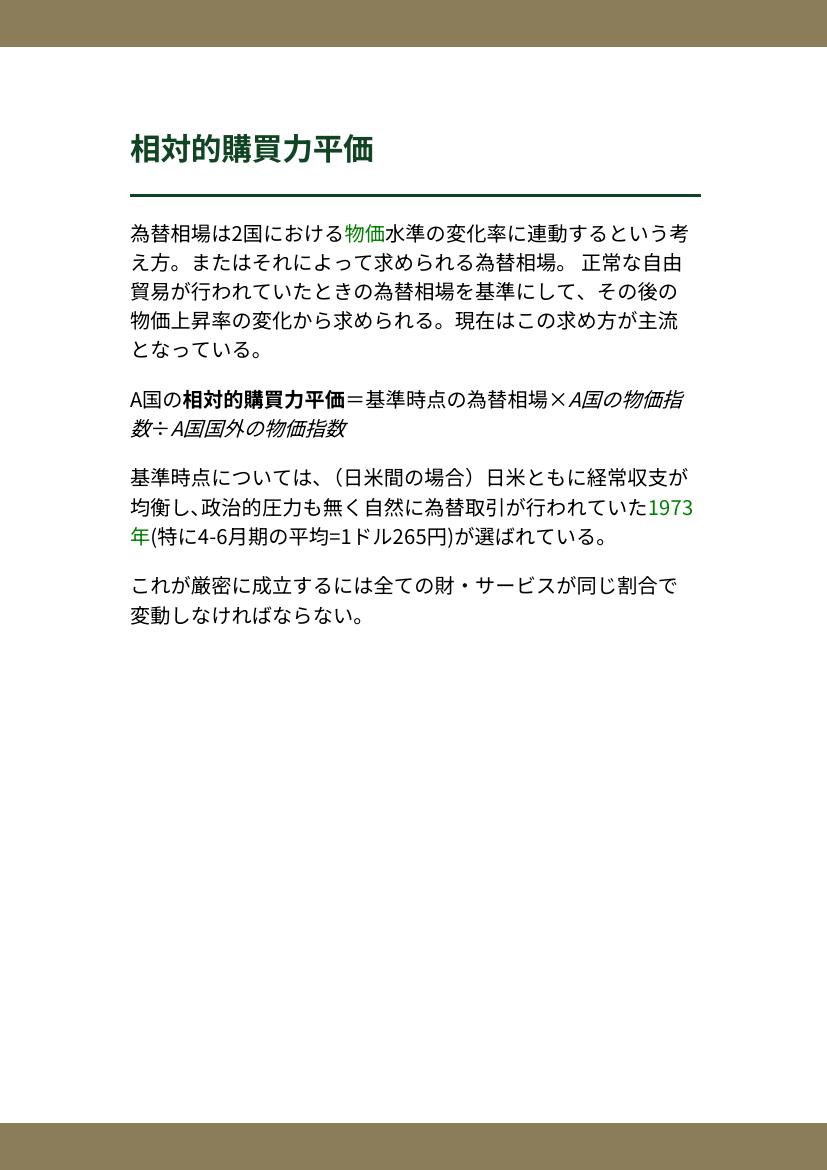 相対的購買力平価
為替相場は2国における物価水準の変化率に連動するという考
え方。またはそれによって求められる為替相場。 正常な自由
貿易が行われていたときの為替相場を基準にして、その後の
物価上昇率の変化から求められる。現在はこの求め方が主流
となっている。
A国の相対的購買力平価＝基準時点の為替相場×A国の物価指
数÷A国国外の物価指数
基準時点については、（日米間の場合）日米ともに経常収支が
均衡し､政治的圧力も無く自然に為替取引が行われていた1973
年(特に4-6月期の平均=1ドル265円)が選ばれている。
これが厳密に成立するには全ての財・サービスが同じ割合で
変動しなければならない。